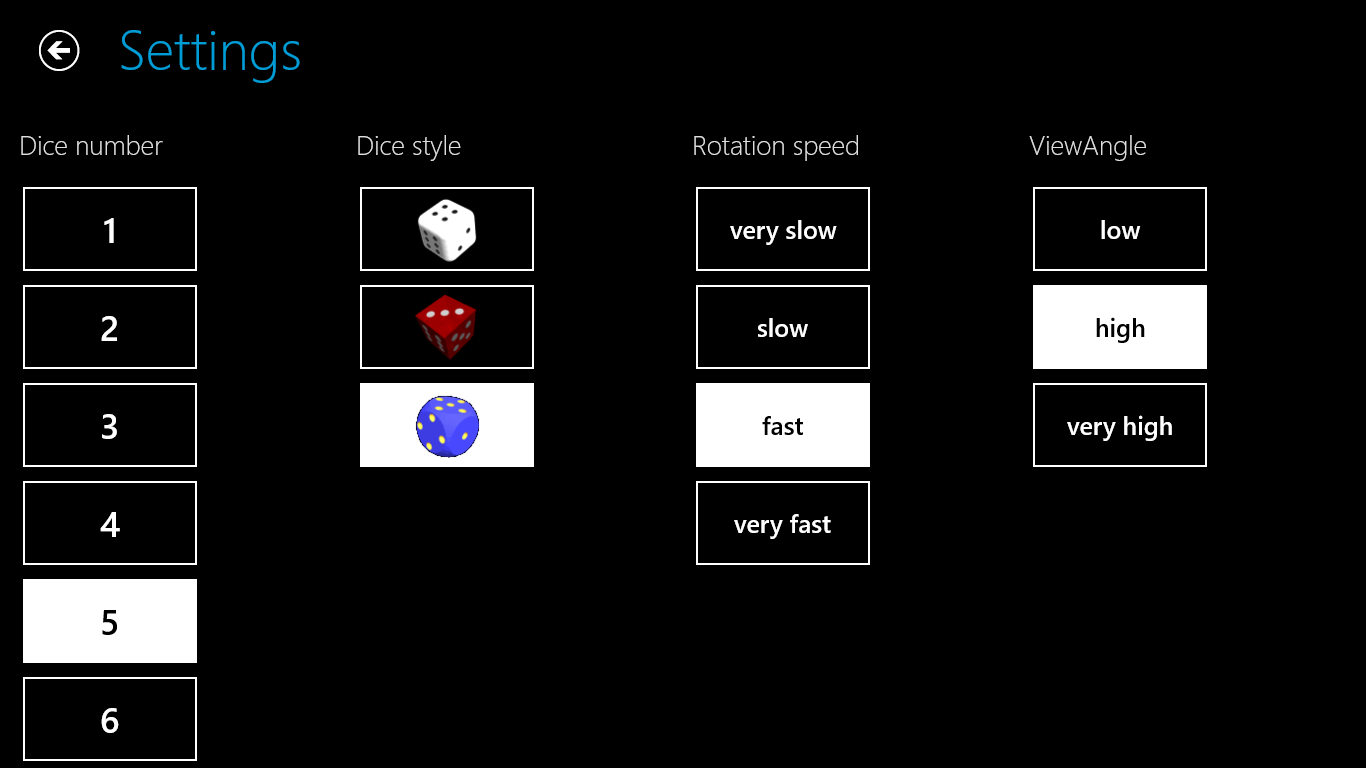 Settings
Dice number
1
2
3
4
5
6
Dice style
Rotation speed
very slow
slow
fast
very fast
ViewAngle
low
high
very high